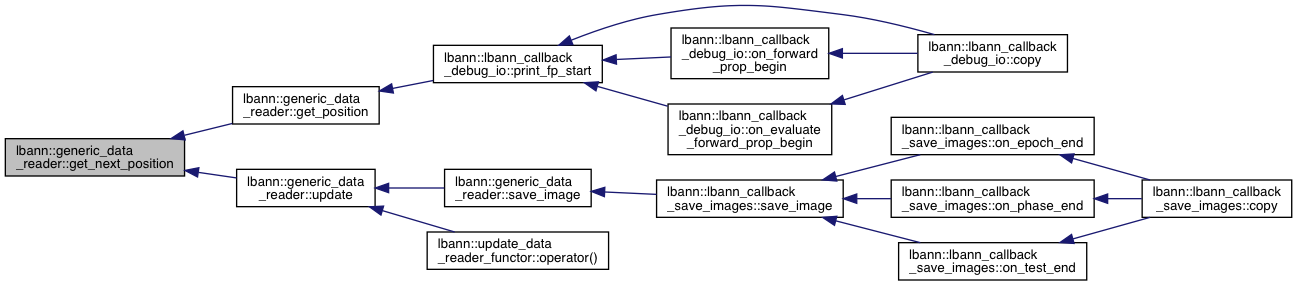 lbann::generic_data
_reader::get_next_position
lbann::generic_data
_reader::get_position
lbann::generic_data
_reader::update
lbann::lbann_callback
_debug_io::print_fp_start
lbann::generic_data
_reader::save_image
lbann::update_data
_reader_functor::operator()
lbann::lbann_callback
_debug_io::on_forward
_prop_begin
lbann::lbann_callback
_debug_io::on_evaluate
_forward_prop_begin
lbann::lbann_callback
_save_images::save_image
lbann::lbann_callback
_debug_io::copy
lbann::lbann_callback
_save_images::on_epoch_end
lbann::lbann_callback
_save_images::on_phase_end
lbann::lbann_callback
_save_images::on_test_end
lbann::lbann_callback
_save_images::copy